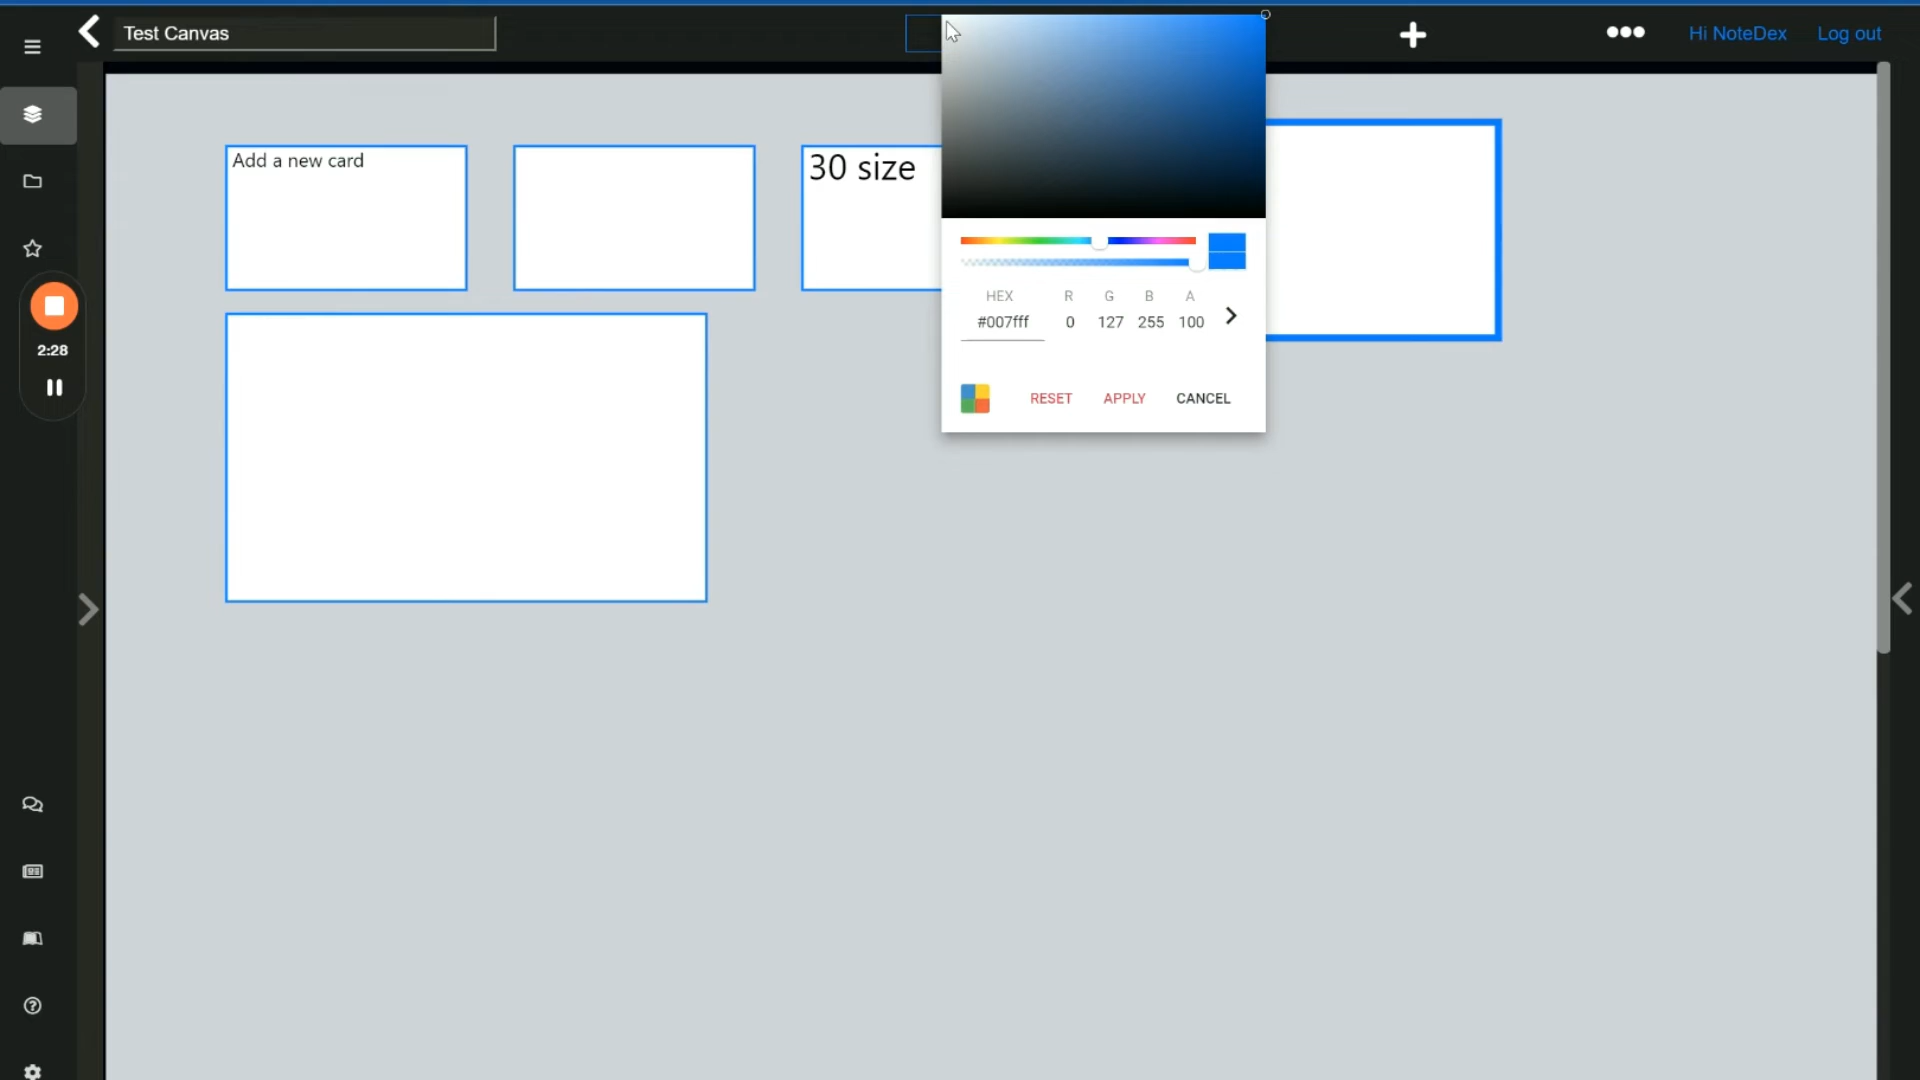 Test Canvas
Hi NoteDex
Log out
Add a new card
30 size
2:28
HEX R G B A
#007fff 0 127 255 100
RESET APPLY CANCEL